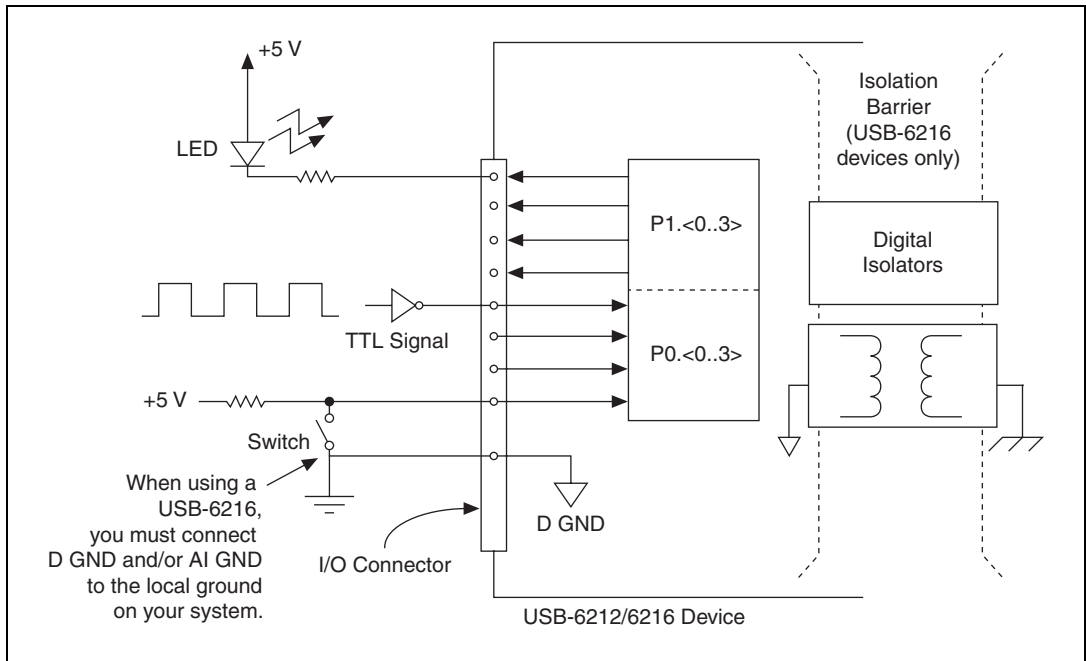 +5 V
LED
Isolation
Barrier
(USB-6216
devices only)
P1.<0..3>
Digital
Isolators
TTL Signal
P0.<0..3>
+5 V
Switch
When using a
USB-6216,
you must connect
D GND and/or AI GND
to the local ground
on your system.
D GND
I/O Connector
USB-6212/6216 Device